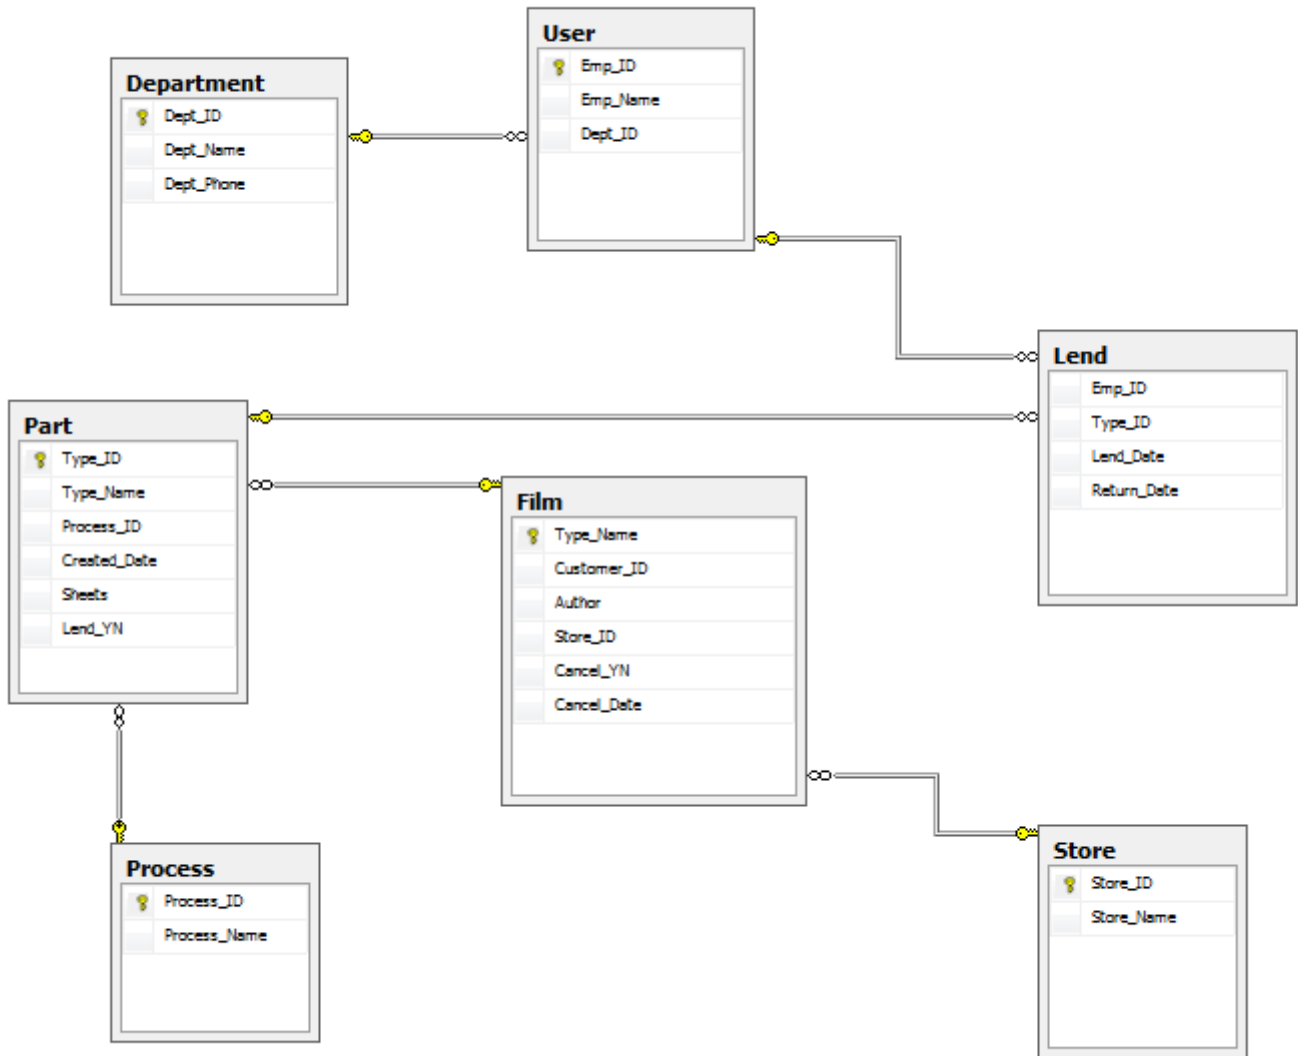 User
Emp_ID
Emp_Name
Dept_ID
Department
Dept_ID
Dept_Name
Dept_Phone
Lend
Emp_ID
Type_ID
Lend_Date
Return_Date
Part
Type_ID
Type_Name
Process_ID
Created_Date
Sheets
Lend_YN
Film
Type_Name
Customer_ID
Author
Store_ID
Cancel_YN
Cancel_Date
Process
Process_ID
Process_Name
Store
Store_ID
Store_Name